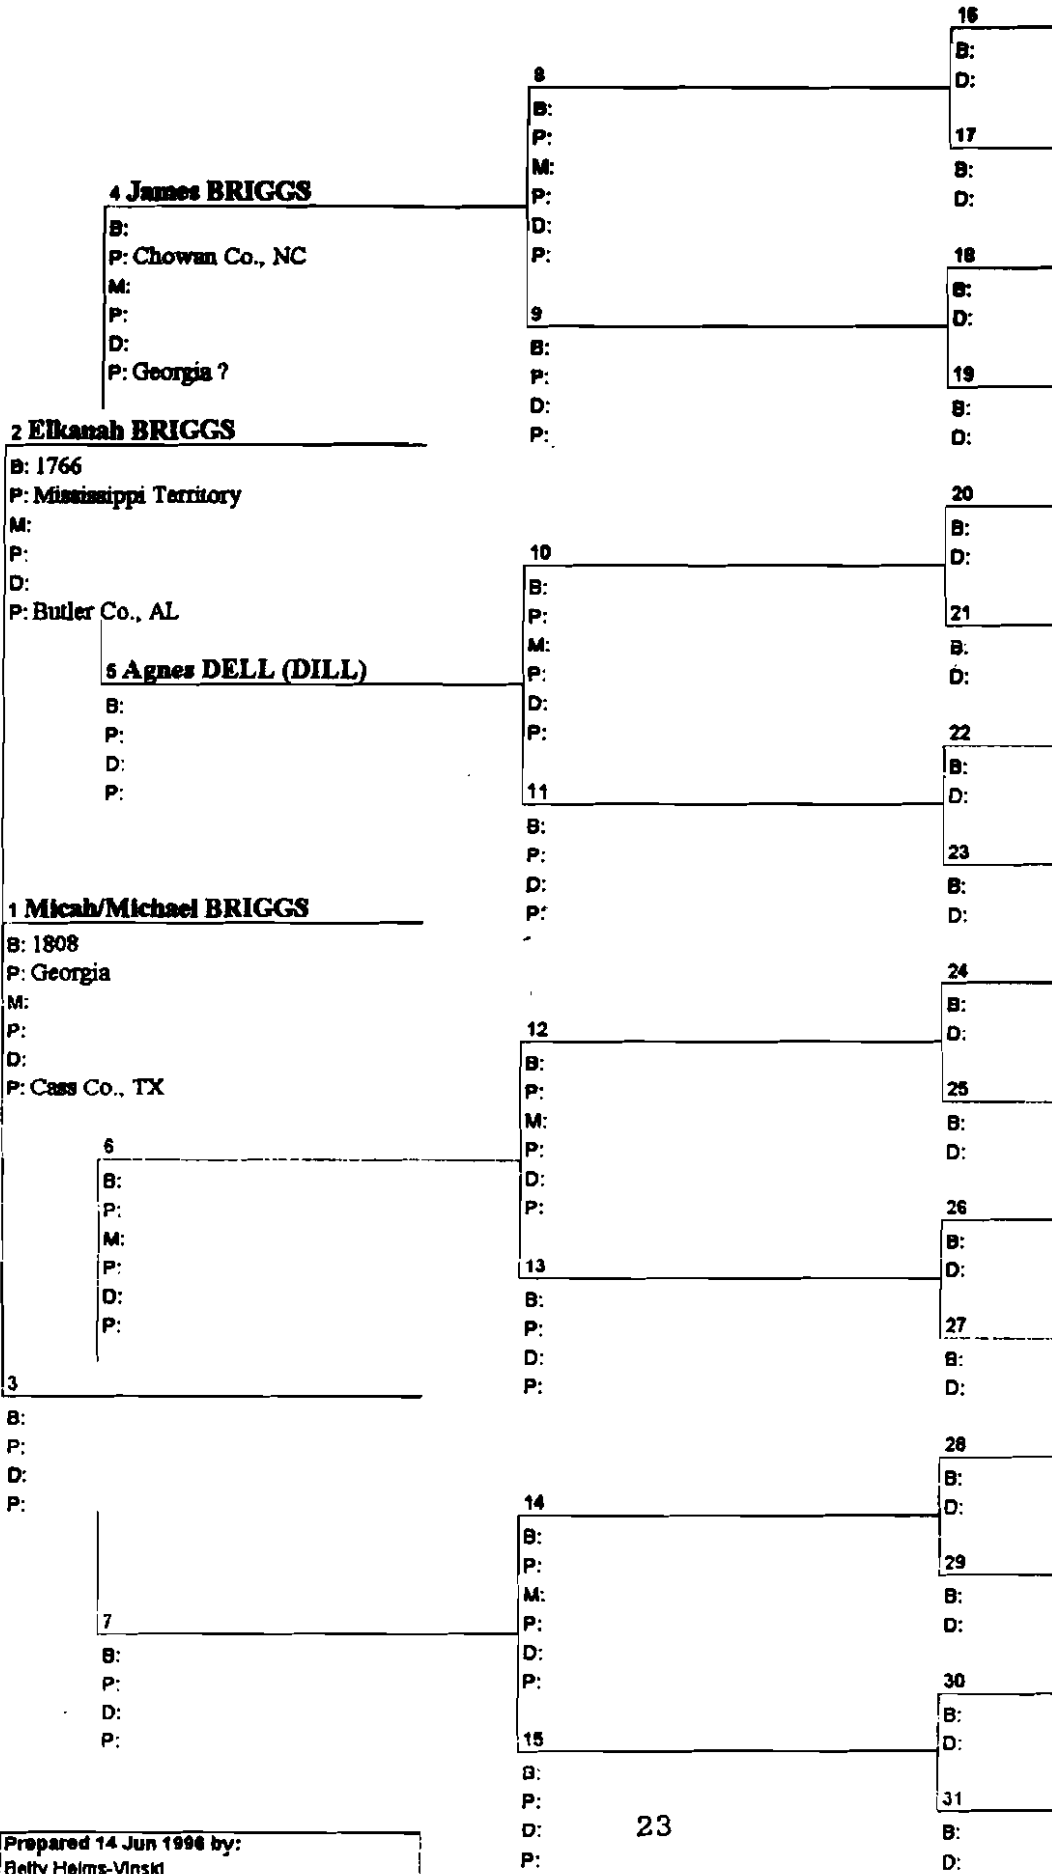 16
B:
D:
8
B:
P:
M:
P:
D:
P:
17
B:
D:
4 James BRIGGS
B:
P: Chowan Co., NC
M:
P:
D:
P: Georgia ?
18
B:
D:
9
B:
P:
D:
P:
19
B:
D:
2 Elkanah BRIGGS
B: 1766
P: Mississippi Territory
M:
P:
D:
P: Butler Co., AL
20
B:
D:
10
B:
P:
M:
P:
D:
P:
21
B:
D:
5 Agnes DELL (DILL)
B:
P:
D:
P:
22
B:
D:
11
B:
P:
D:
P:
23
B:
D:
1 Micah/Michael BRIGGS
B: 1808
P: Georgia
M:
P:
D:
P: Cass Co., TX
24
B:
D:
12
B:
P:
M:
P:
D:
P:
25
B:
D:
6
B:
P:
M:
P:
D:
P:
26
B:
D:
13
B:
P:
D:
P:
27
B:
D:
3
B:
P:
D:
P:
28
B:
D:
14
B:
P:
M:
P:
D:
P:
29
B:
D:
7
B:
P:
D:
P:
30
B:
D:
15
B:
P:
D:
P:
31
B:
D:
23
Prepared 14 Jun 1996 by:
Betty Helms-Vinski